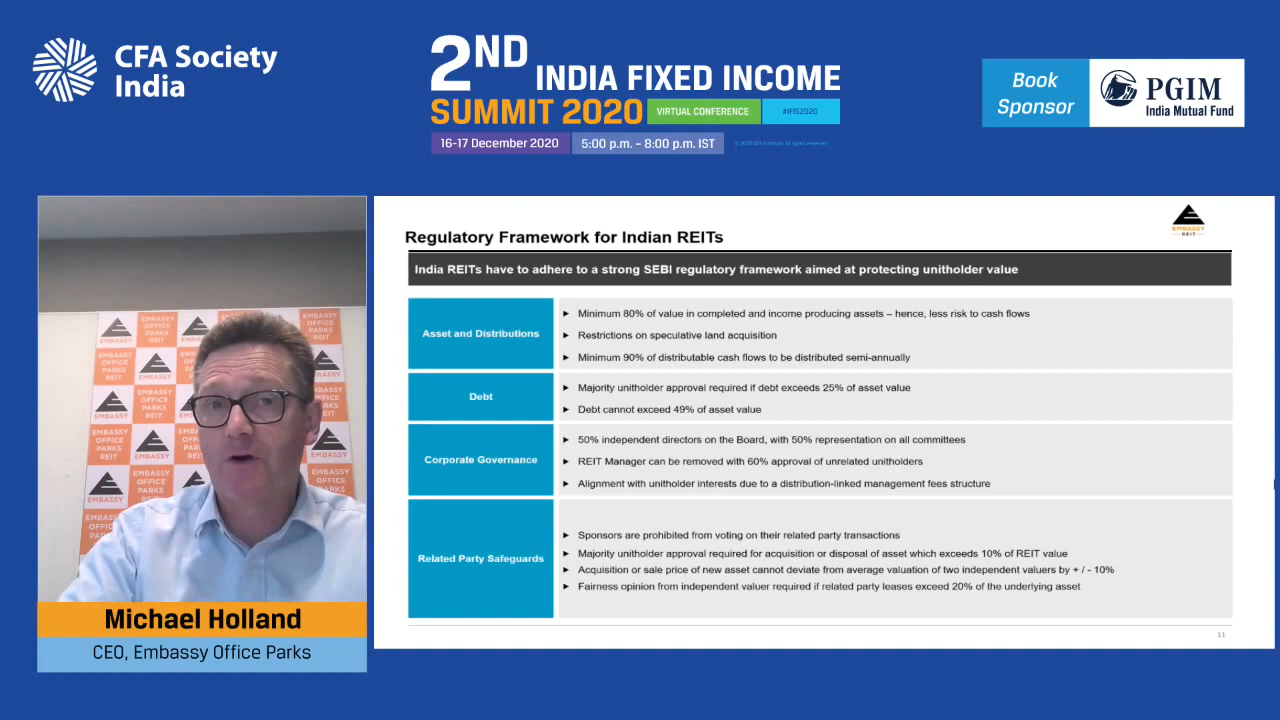 CFA Society
India
2ND
INDIA FIXED INCOME
SUMMIT 2020
VIRTUAL CONFERENCE
#IFIS2020
16-17 December 2020
5:00 p.m. – 8:00 p.m. IST
© 2020 CFA Institute. All rights reserved.
Book
Sponsor
PGIM
India Mutual Fund
EMBASSY
REIT
Regulatory Framework for Indian REITs
India REITs have to adhere to a strong SEBI regulatory framework aimed at protecting unitholder value
Asset and Distributions
► Minimum 80% of value in completed and income producing assets – hence, less risk to cash flows
► Restrictions on speculative land acquisition
► Minimum 90% of distributable cash flows to be distributed semi-annually
Debt
► Majority unitholder approval required if debt exceeds 25% of asset value
► Debt cannot exceed 49% of asset value
Corporate Governance
► 50% independent directors on the Board, with 50% representation on all committees
► REIT Manager can be removed with 60% approval of unrelated unitholders
► Alignment with unitholder interests due to a distribution-linked management fees structure
Related Party Safeguards
► Sponsors are prohibited from voting on their related party transactions
► Majority unitholder approval required for acquisition or disposal of asset which exceeds 10% of REIT value
► Acquisition or sale price of new asset cannot deviate from average valuation of two independent valuers by + / - 10%
► Fairness opinion from independent valuer required if related party leases exceed 20% of the underlying asset
11
EMBASSY
OFFICE
PARKS
REIT
Michael Holland
CEO, Embassy Office Parks